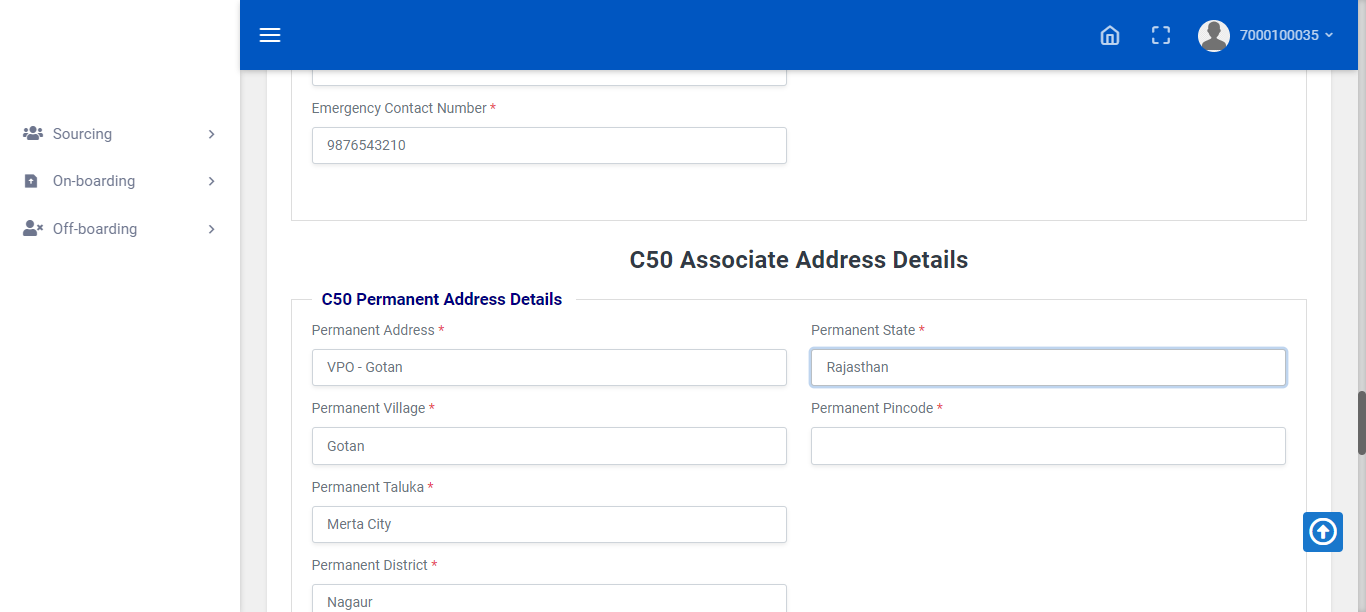 7000100035
Sourcing
On-boarding
Off-boarding
Emergency Contact Number *
9876543210
C50 Associate Address Details
C50 Permanent Address Details
Permanent Address *
VPO - Gotan
Permanent State *
Rajasthan
Permanent Village *
Gotan
Permanent Pincode *
Permanent Taluka *
Merta City
Permanent District *
Nagaur